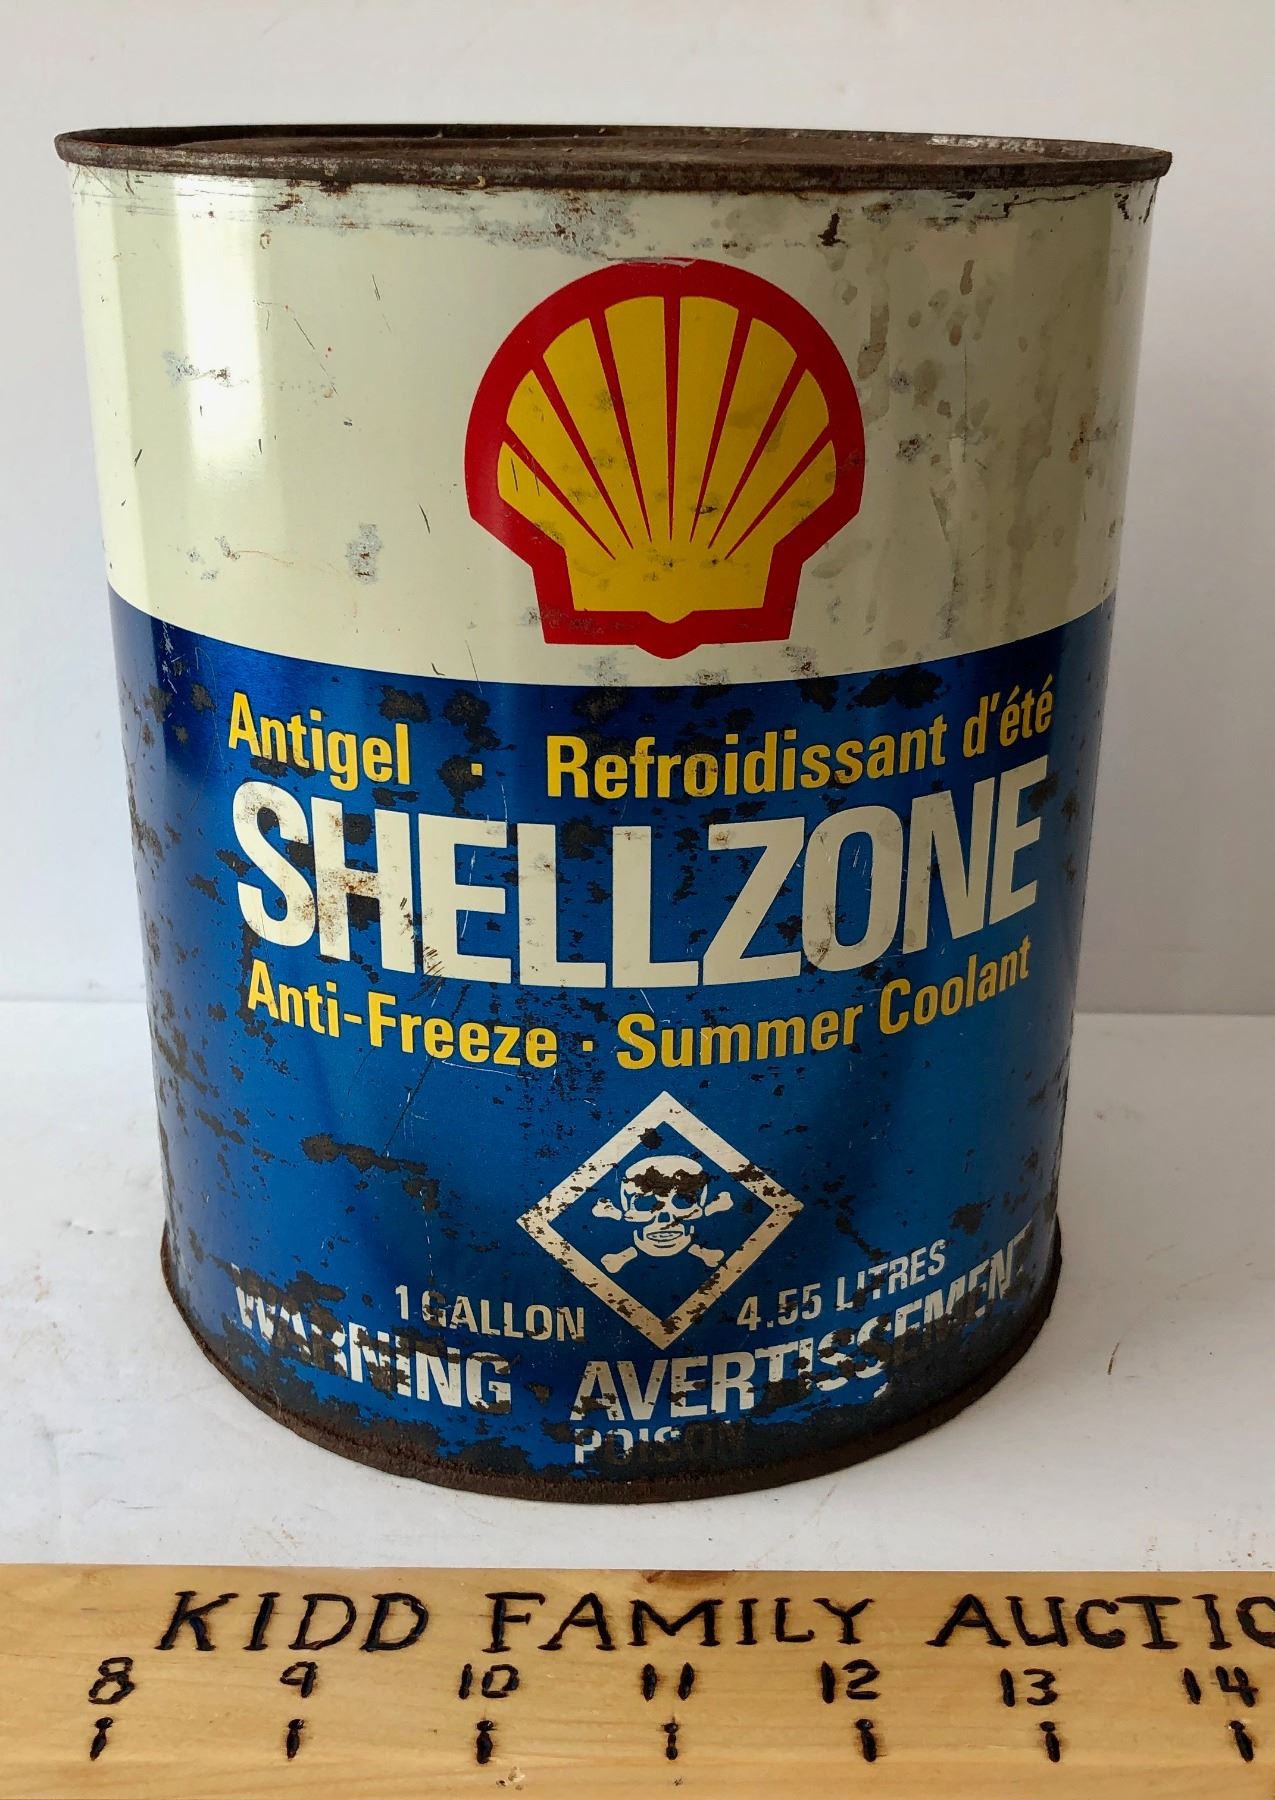 Antigel · Refroidissant d'été
SHELLZONE
Anti-Freeze · Summer Coolant
1 GALLON 4.55 LITRES
WARNING · AVERTISSEMENT
POISON
KIDD FAMILY AUCTIO
8 9 10 11 12 13 14